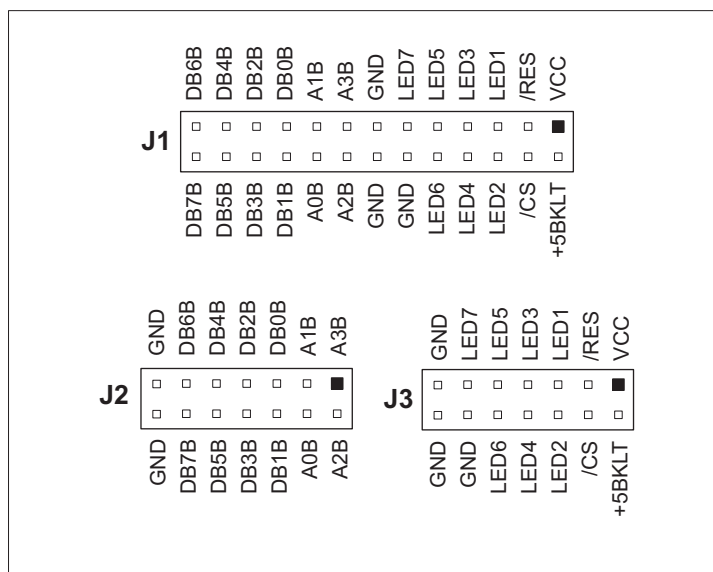 DB6B DB4B DB2B DB0B A1B A3B GND LED7 LED5 LED3 LED1 /RES VCC
J1
DB7B DB5B DB3B DB1B A0B A2B GND GND LED6 LED4 LED2 /CS +5BKLT
GND DB6B DB4B DB2B DB0B A1B A3B
J2
GND DB7B DB5B DB3B DB1B A0B A2B
GND LED7 LED5 LED3 LED1 /RES VCC
J3
GND GND LED6 LED4 LED2 /CS +5BKLT